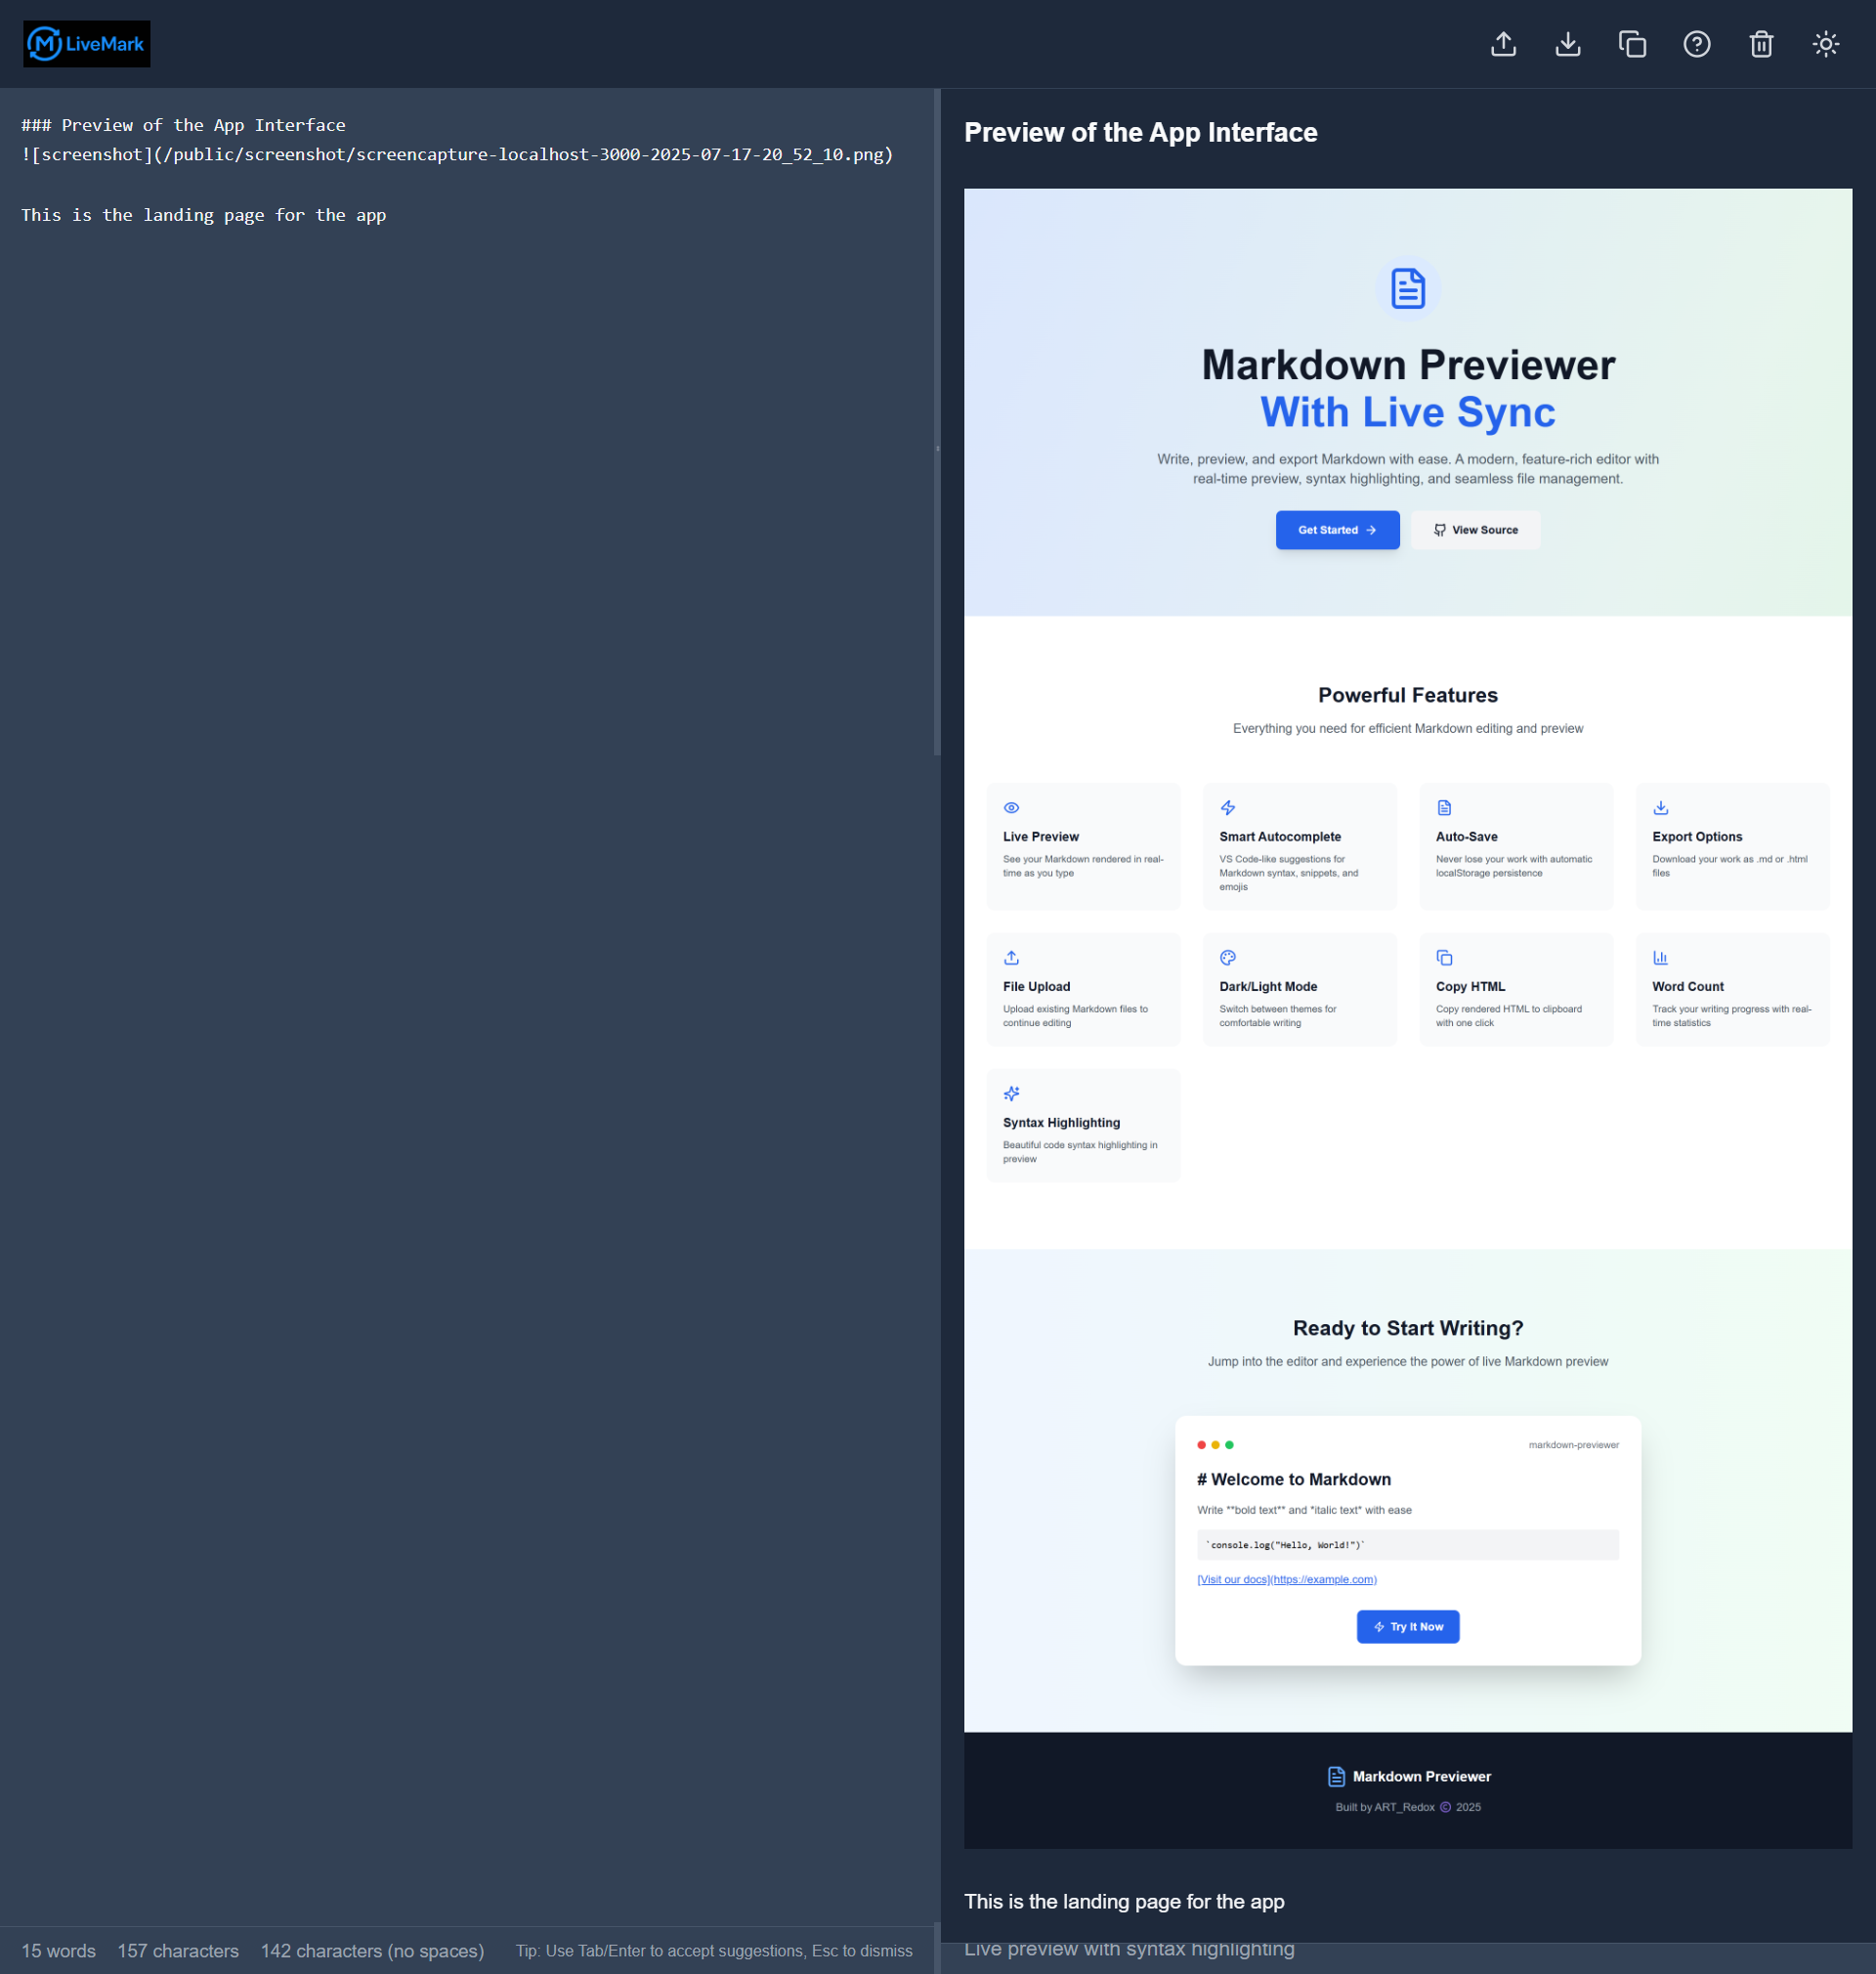 LiveMark
### Preview of the App Interface
![screenshot](/public/screenshot/screencapture-localhost-3000-2025-07-17-20_52_10.png)
This is the landing page for the app
15 words 157 characters 142 characters (no spaces) Tip: Use Tab/Enter to accept suggestions, Esc to dismiss
Preview of the App Interface
Markdown Previewer
With Live Sync
Write, preview, and export Markdown with ease. A modern, feature-rich editor with
real-time preview, syntax highlighting, and seamless file management.
Get Started
View Source
Powerful Features
Everything you need for efficient Markdown editing and preview
Live Preview
See your Markdown rendered in real-
time as you type
Smart Autocomplete
VS Code-like suggestions for
Markdown syntax, snippets, and
emojis
Auto-Save
Never lose your work with automatic
localStorage persistence
Export Options
Download your work as .md or .html
files
File Upload
Upload existing Markdown files to
continue editing
Dark/Light Mode
Switch between themes for
comfortable writing
Copy HTML
Copy rendered HTML to clipboard
with one click
Word Count
Track your writing progress with real-
time statistics
Syntax Highlighting
Beautiful code syntax highlighting in
preview
Ready to Start Writing?
Jump into the editor and experience the power of live Markdown preview
markdown-previewer
# Welcome to Markdown
Write **bold text** and *italic text* with ease
`console.log("Hello, World!")`
[Visit our docs](https://example.com)
Try It Now
Markdown Previewer
Built by ART_Redox © 2025
This is the landing page for the app
Live preview with syntax highlighting